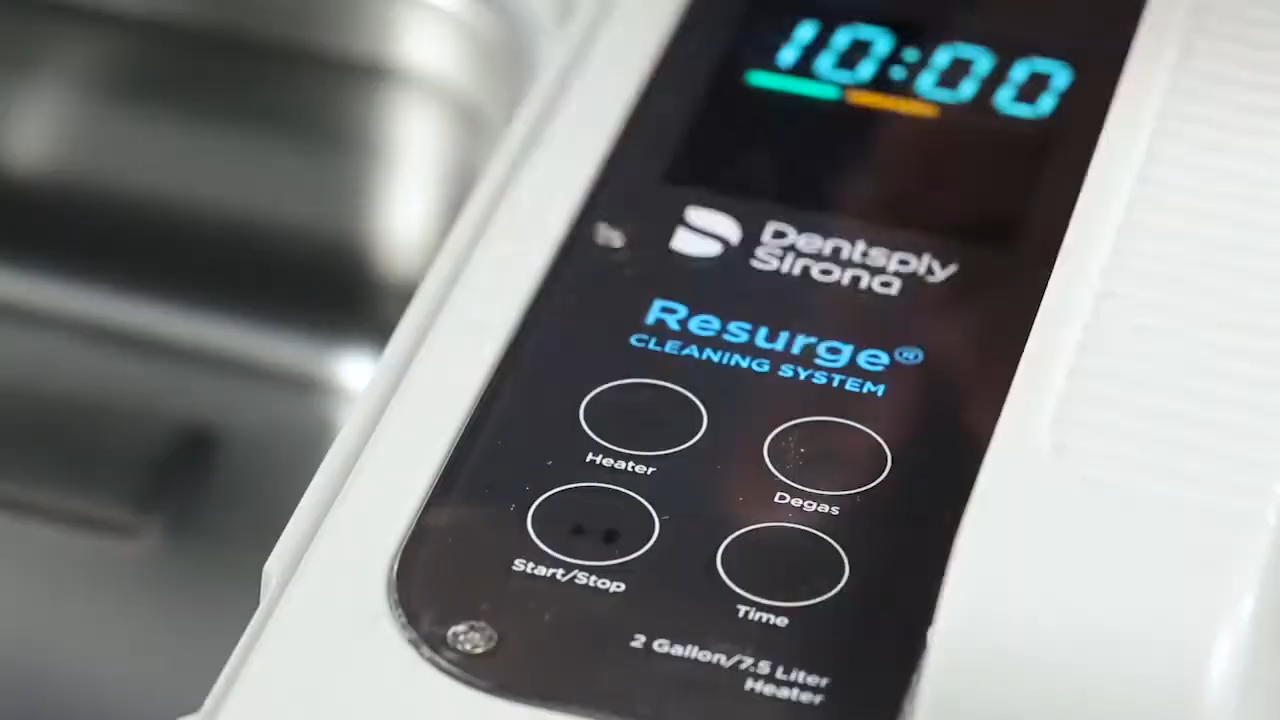 10:00
Dentsply
Sirona
Resurge®
CLEANING SYSTEM
Heater
Degas
Start/Stop
Time
2 Gallon/7.5 Liter
Heater